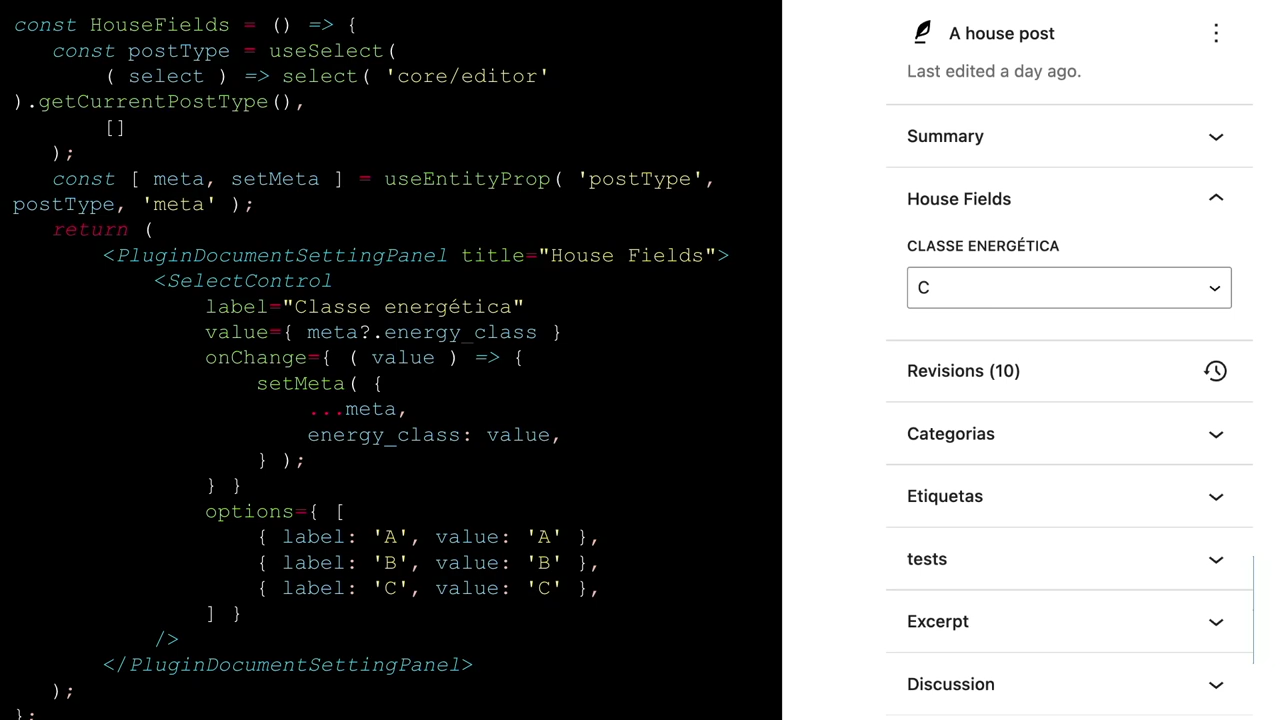 const HouseFields = () => {
const postType = useSelect(
( select ) => select( 'core/editor'
).getCurrentPostType(),
[]
);
const [ meta, setMeta ] = useEntityProp( 'postType',
postType, 'meta' );
return (
<PluginDocumentSettingPanel title="House Fields">
<SelectControl
label="Classe energética"
value={ meta?.energy_class }
onChange={ ( value ) => {
setMeta( {
...meta,
energy_class: value,
} );
} }
options={ [
{ label: 'A', value: 'A' },
{ label: 'B', value: 'B' },
{ label: 'C', value: 'C' },
] }
/>
</PluginDocumentSettingPanel>
);
};
A house post
Last edited a day ago.
Summary
House Fields
CLASSE ENERGÉTICA
C
Revisions (10)
Categorias
Etiquetas
tests
Excerpt
Discussion